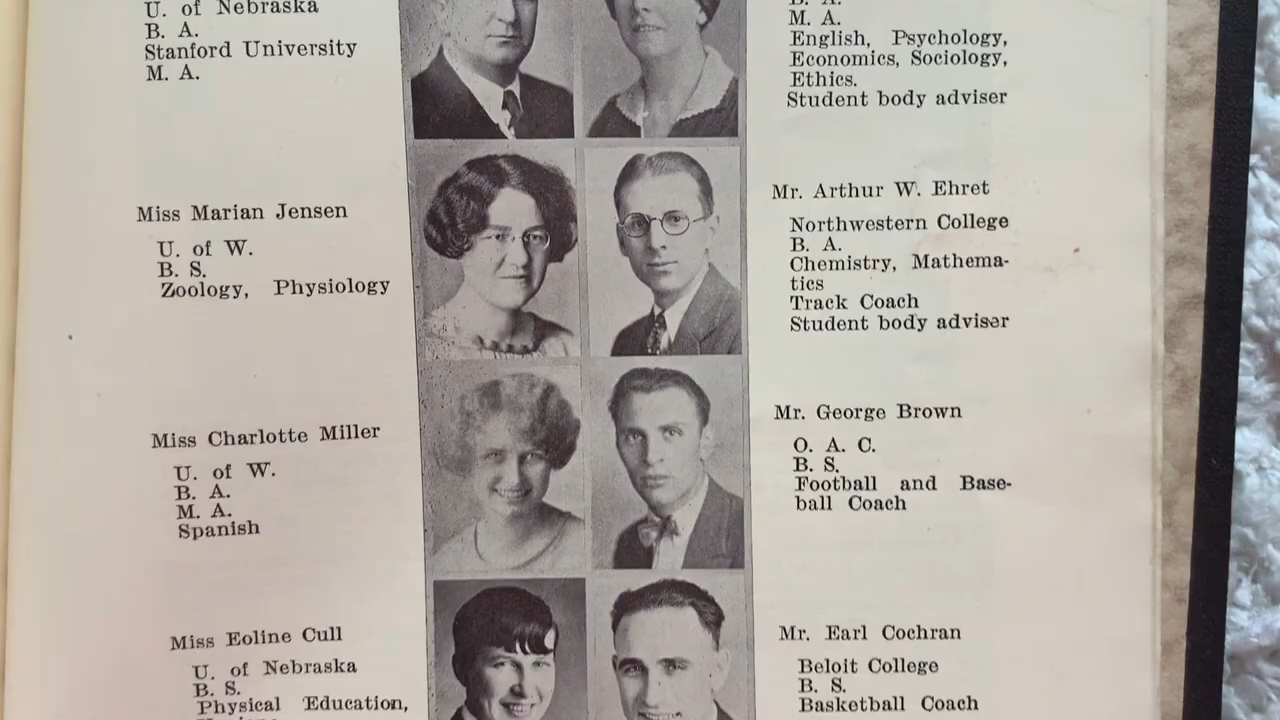 U. of Nebraska
B. A.
Stanford University
M. A.
Miss Marian Jensen
U. of W.
B. S.
Zoology, Physiology
Miss Charlotte Miller
U. of W.
B. A.
M. A.
Spanish
Miss Eoline Cull
U. of Nebraska
B. S.
Physical Education,
B. A.
M. A.
English, Psychology,
Economics, Sociology,
Ethics.
Student body adviser
Mr. Arthur W. Ehret
Northwestern College
B. A.
Chemistry, Mathema-
tics
Track Coach
Student body adviser
Mr. George Brown
O. A. C.
B. S.
Football and Base-
ball Coach
Mr. Earl Cochran
Beloit College
B. S.
Basketball Coach